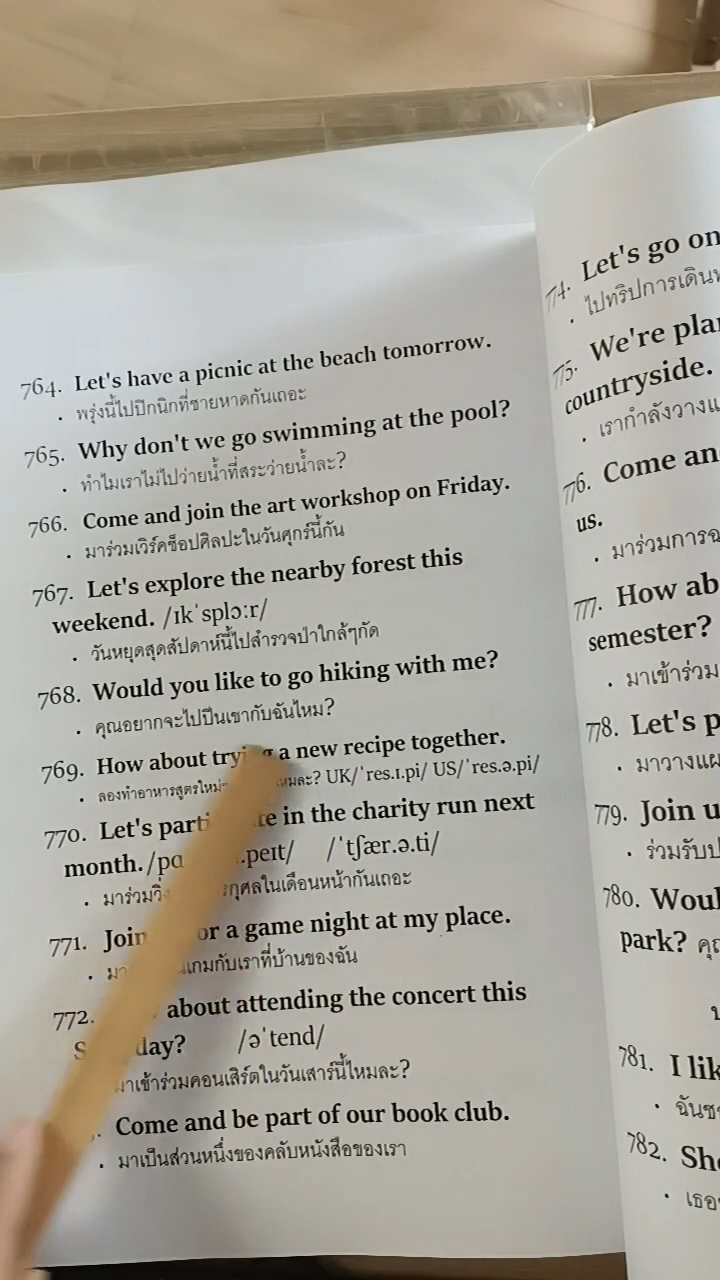 764. Let's have a picnic at the beach tomorrow.
• พรุ่งนี้ไปปิกนิกที่ชายหาดกันเถอะ
765. Why don't we go swimming at the pool?
• ทำไมเราไม่ไปว่ายน้ำที่สระว่ายน้ำละ?
766. Come and join the art workshop on Friday.
• มาร่วมเวิร์คช็อปศิลปะในวันศุกร์นี้กัน
767. Let's explore the nearby forest this
weekend. /ɪkˈsplɔːr/
• วันหยุดสุดสัปดาห์นี้ไปสำรวจป่าใกล้ๆกัด
768. Would you like to go hiking with me?
• คุณอยากจะไปปีนเขากับฉันไหม?
769. How about trying a new recipe together.
• ลองทำอาหารสูตรใหม่ ไหมละ? UK/ˈres.ɪ.pi/ US/ˈres.ə.pi/
770. Let's in the charity run next
month. .peɪt/ /ˈtʃær.ə.ti/
• มาร่วมวิ่ง กุศลในเดือนหน้ากันเถอะ
771. Join or a game night at my place.
• เกมกับเราที่บ้านของฉัน
772. about attending the concert this
day? /əˈtend/
มาเข้าร่วมคอนเสิร์ตในวันเสาร์นี้ไหมละ?
Come and be part of our book club.
• มาเป็นส่วนหนึ่งของคลับหนังสือของเรา
774. Let's go on
• ไปทริปการเดิน
775. We're plan
countryside.
• เรากำลังวาง
776. Come an
us.
• มาร่วมการ
777. How ab
semester?
• มาเข้าร่วม
778. Let's p
• มาวางแผ
779. Join u
• ร่วมรับ
780. Woul
park? คุ
781. I lik
• ฉันช
782. Sh
• เธอ